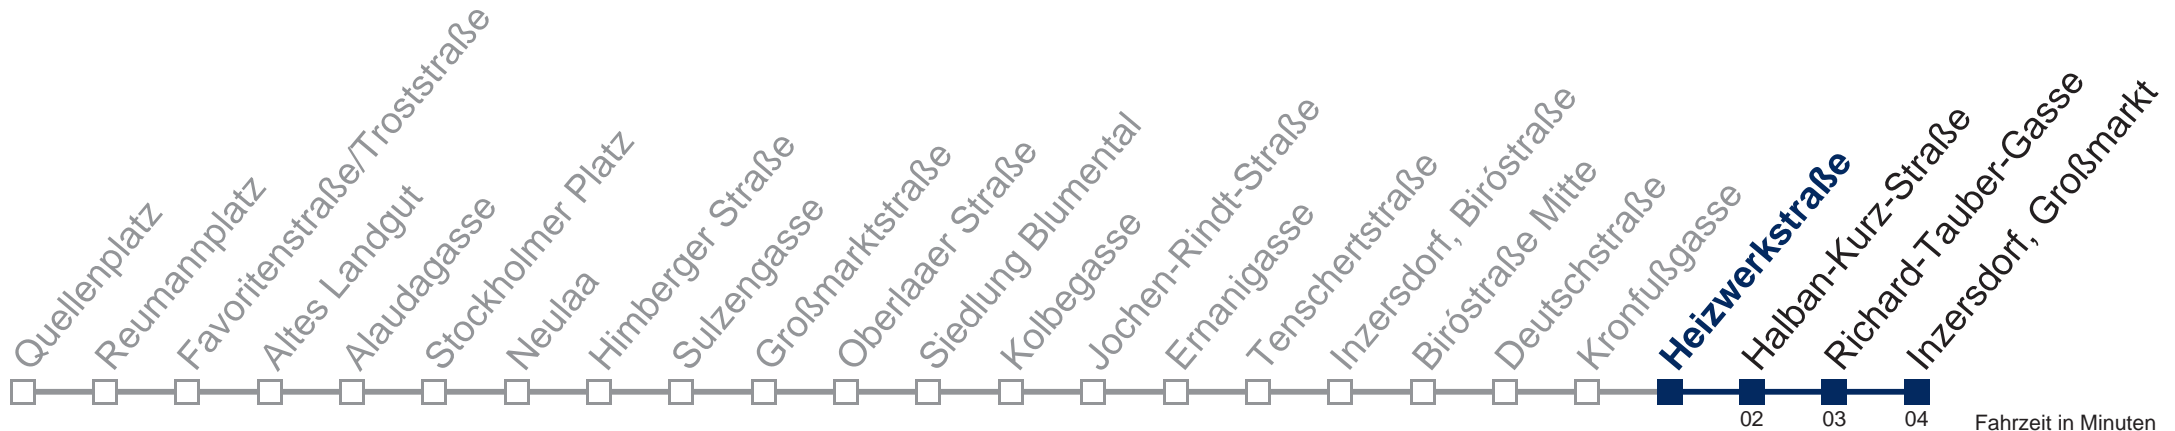 Quellenplatz
Reumannplatz
Favoritenstraße/Troststraße
Altes Landgut
Alaudagasse
Stockholmer Platz
Neulaa
Himberger Straße
Sulzengasse
Großmarktstraße
Oberlaaer Straße
Siedlung Blumental
Kolbegasse
Jochen-Rindt-Straße
Ernanigasse
Tenschertstraße
Inzersdorf, Biróstraße
Biróstraße Mitte
Deutschstraße
Kronfußgasse
Heizwerkstraße
Halban-Kurz-Straße
Richard-Tauber-Gasse
Inzersdorf, Großmarkt
02 03 04 Fahrzeit in Minuten